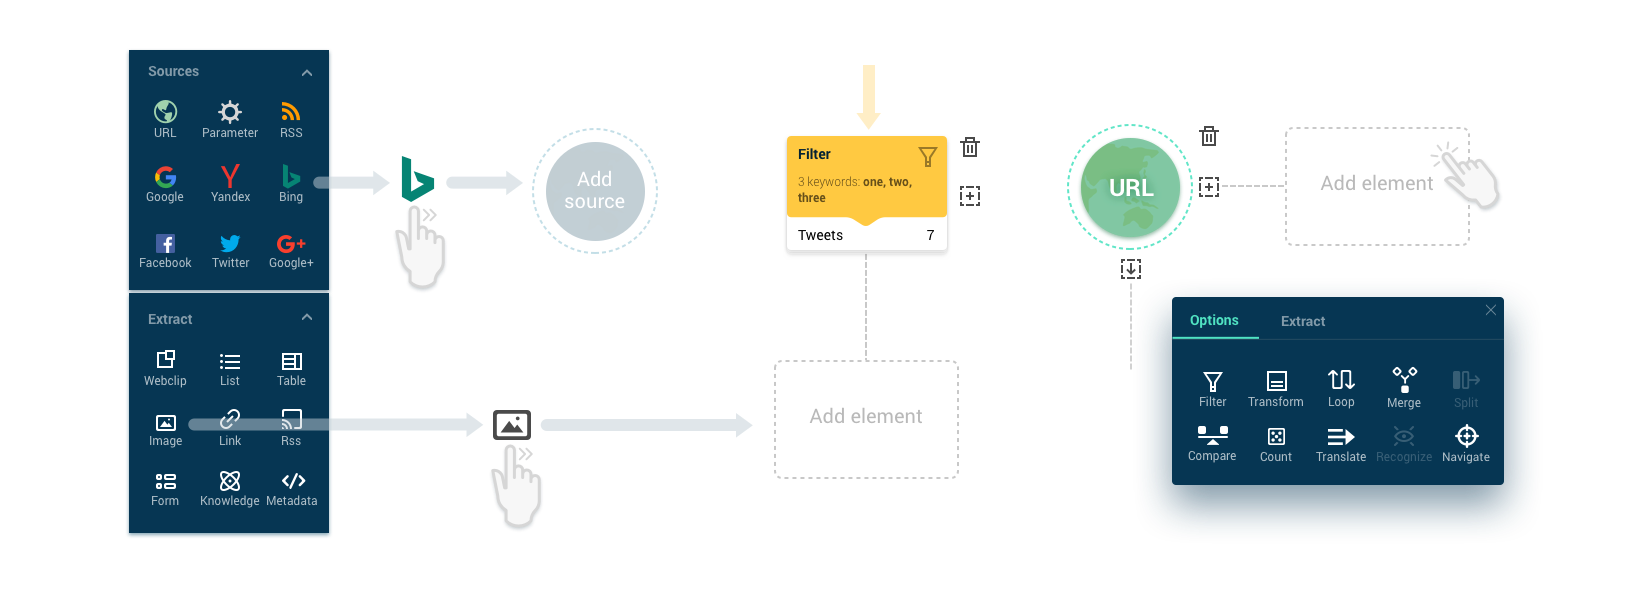 Sources
URL
Parameter
RSS
Google
Yandex
Bing
Facebook
Twitter
Google+
Extract
Webclip
List
Table
Image
Link
Rss
Form
Knowledge
Metadata
Add
source
Filter
3 keywords: one, two,
three
Tweets 7
Add element
URL
Add element
Options
Extract
Filter
Transform
Loop
Merge
Split
Compare
Count
Translate
Recognize
Navigate